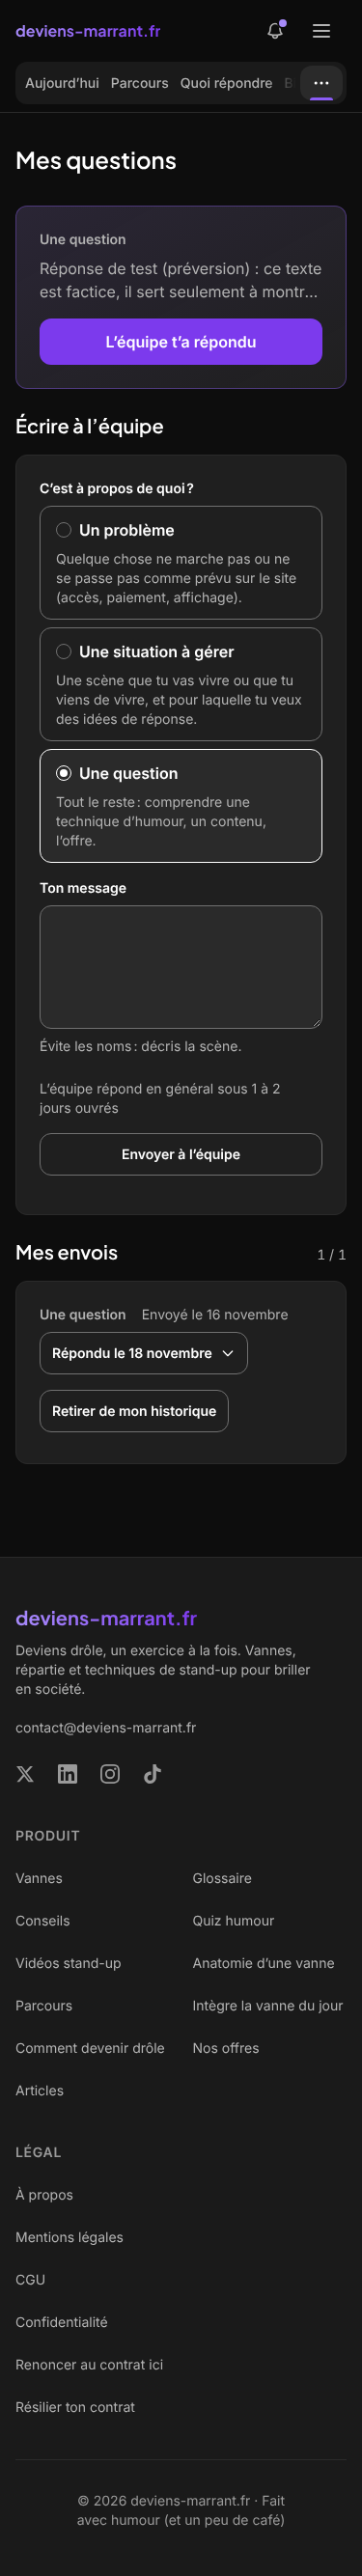 deviens-marrant.fr
Aujourd'hui Parcours Quoi répondre
Mes questions
Une question
Réponse de test (préversion) : ce texte
est factice, il sert seulement à montr…
L’équipe t’a répondu
Écrire à l’équipe
C’est à propos de quoi ?
Un problème
Quelque chose ne marche pas ou ne
se passe pas comme prévu sur le site
(accès, paiement, affichage).
Une situation à gérer
Une scène que tu vas vivre ou que tu
viens de vivre, et pour laquelle tu veux
des idées de réponse.
Une question
Tout le reste : comprendre une
technique d’humour, un contenu,
l’offre.
Ton message
Évite les noms : décris la scène.
L’équipe répond en général sous 1 à 2
jours ouvrés
Envoyer à l’équipe
Mes envois 1 / 1
Une question Envoyé le 16 novembre
Répondu le 18 novembre
Retirer de mon historique
deviens-marrant.fr
Deviens drôle, un exercice à la fois. Vannes,
répartie et techniques de stand-up pour briller
en société.
contact@deviens-marrant.fr
PRODUIT
Vannes Glossaire
Conseils Quiz humour
Vidéos stand-up Anatomie d’une vanne
Parcours Intègre la vanne du jour
Comment devenir drôle Nos offres
Articles
LÉGAL
À propos
Mentions légales
CGU
Confidentialité
Renoncer au contrat ici
Résilier ton contrat
© 2026 deviens-marrant.fr · Fait
avec humour (et un peu de café)